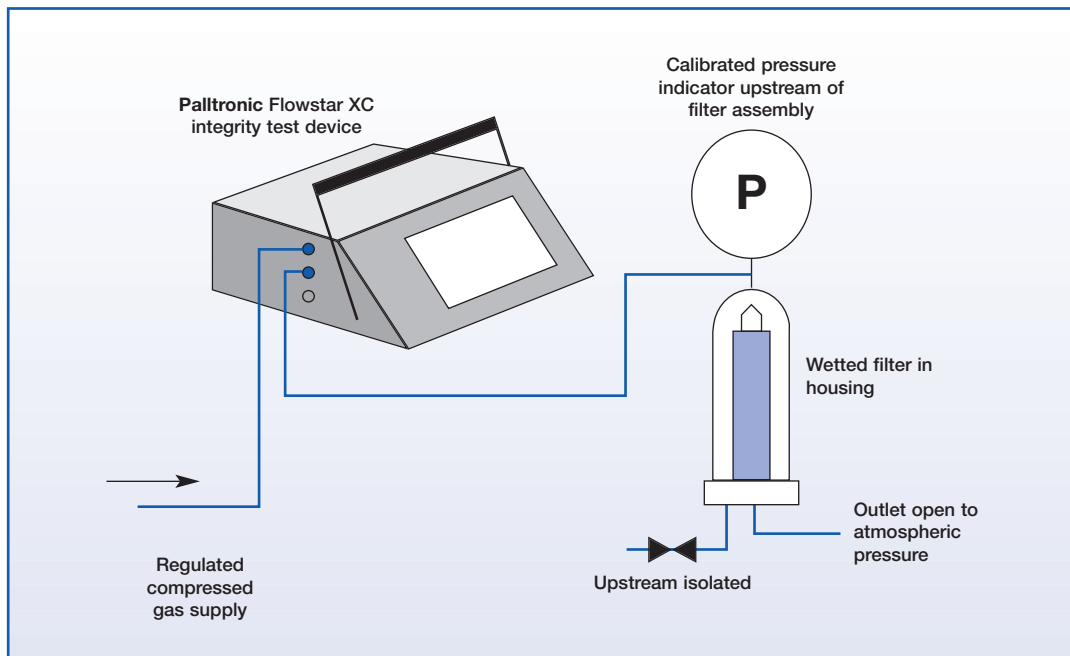 Palltronic Flowstar XC
integrity test device
Calibrated pressure
indicator upstream of
filter assembly
P
Wetted filter in
housing
Outlet open to
atmospheric
pressure
Upstream isolated
Regulated
compressed
gas supply